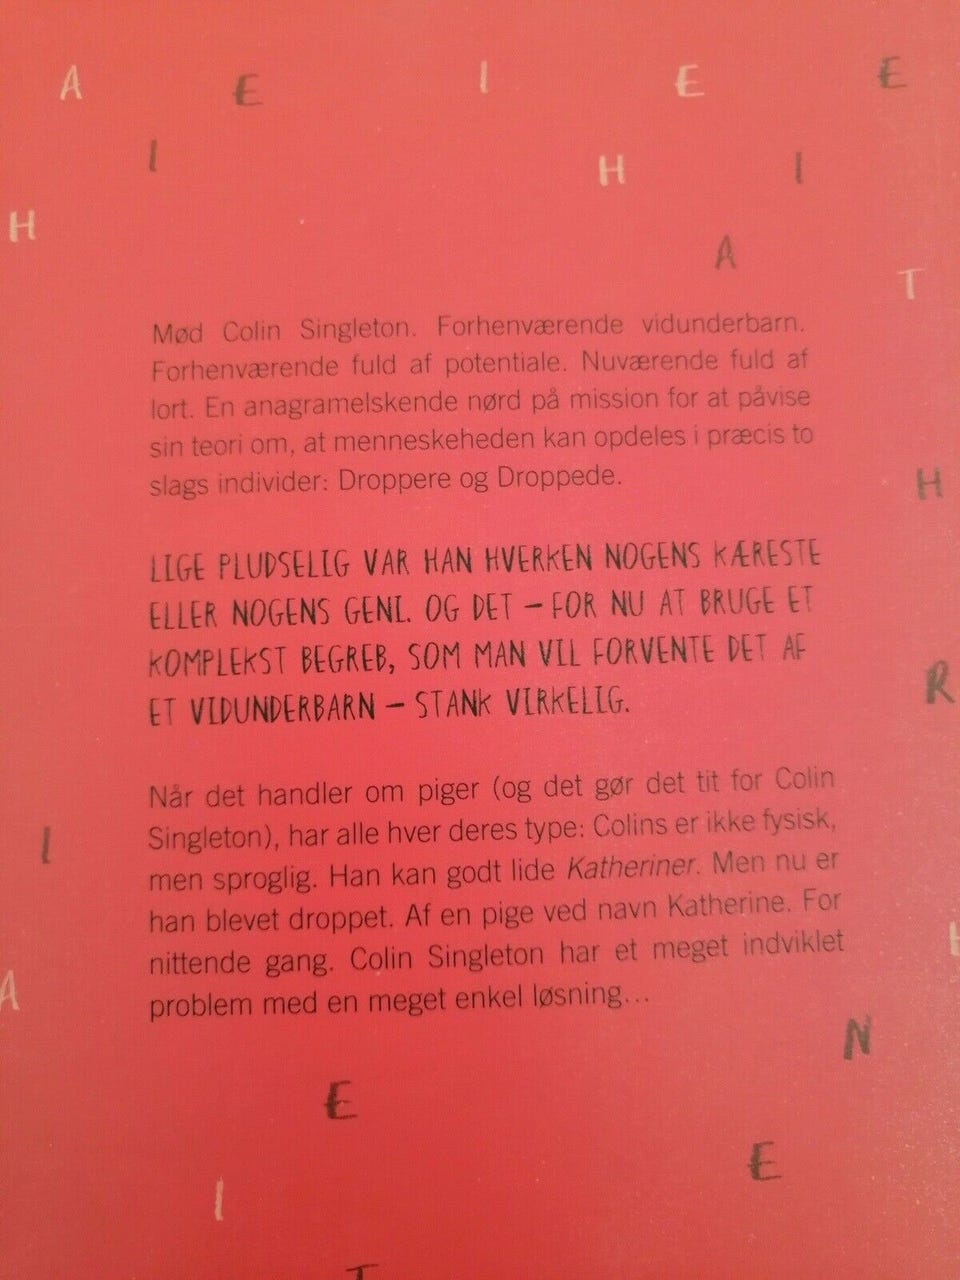 A E I E E
I H I
H A T
Mød Colin Singleton. Forhenværende vidunderbarn.
Forhenværende fuld af potentiale. Nuværende fuld af
lort. En anagramelskende nørd på mission for at påvise
sin teori om, at menneskeheden kan opdeles i præcis to
slags individer: Droppere og Droppede.
H
LIGE PLUDSELIG VAR HAN HVERKEN NOGENS KÆRESTE
ELLER NOGENS GENI. OG DET – FOR NU AT BRUGE ET
KOMPLEKST BEGREB, SOM MAN VIL FORVENTE DET AF
ET VIDUNDERBARN – STANK VIRKELIG.
R
Når det handler om piger (og det gør det tit for Colin
Singleton), har alle hver deres type: Colins er ikke fysisk,
men sproglig. Han kan godt lide Katheriner. Men nu er
han blevet droppet. Af en pige ved navn Katherine. For
nittende gang. Colin Singleton har et meget indviklet
problem med en meget enkel løsning...
I
A
N
E
E
I
T